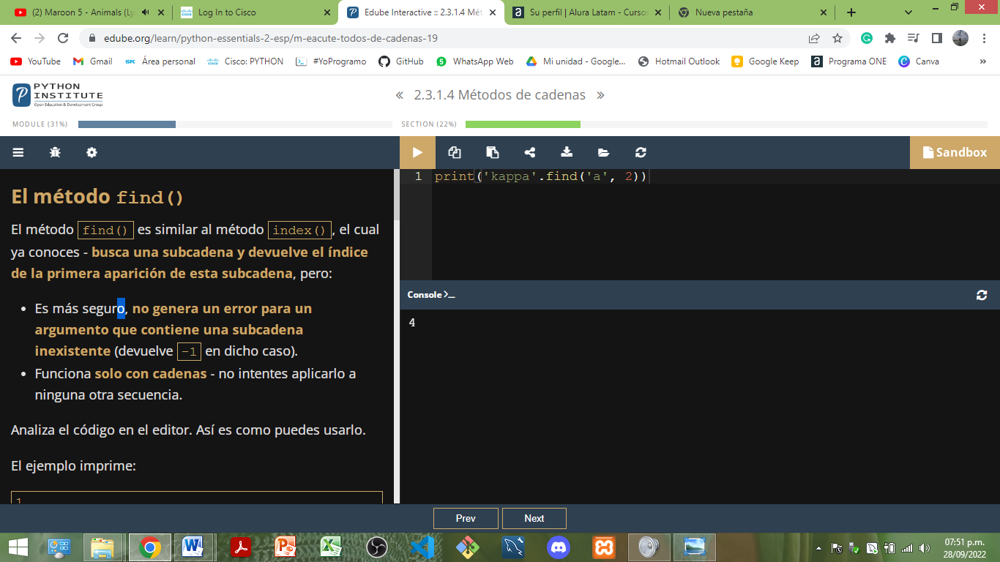 (2) Maroon 5 - Animals (Ly
Log In to Cisco
Edube Interactive :: 2.3.1.4 Mét
Su perfil | Alura Latam - Cursos
Nueva pestaña
edube.org/learn/python-essentials-2-esp/m-eacute-todos-de-cadenas-19
YouTube
Gmail
ISPC
Área personal
Cisco: PYTHON
#YoProgramo
GitHub
WhatsApp Web
Mi unidad - Google...
Hotmail Outlook
Google Keep
Programa ONE
Canva
PYTHON
INSTITUTE
Open Education & Development Group
« 2.3.1.4 Métodos de cadenas »
MODULE (31%)
SECTION (22%)
Sandbox
El método find()
El método find() es similar al método index(), el cual
ya conoces - busca una subcadena y devuelve el índice
de la primera aparición de esta subcadena, pero:
• Es más seguro, no genera un error para un
argumento que contiene una subcadena
inexistente (devuelve -1 en dicho caso).
• Funciona solo con cadenas - no intentes aplicarlo a
ninguna otra secuencia.
Analiza el código en el editor. Así es como puedes usarlo.
El ejemplo imprime:
1
1 print('kappa'.find('a', 2))
Console >_
4
Prev
Next
07:51 p.m.
28/09/2022